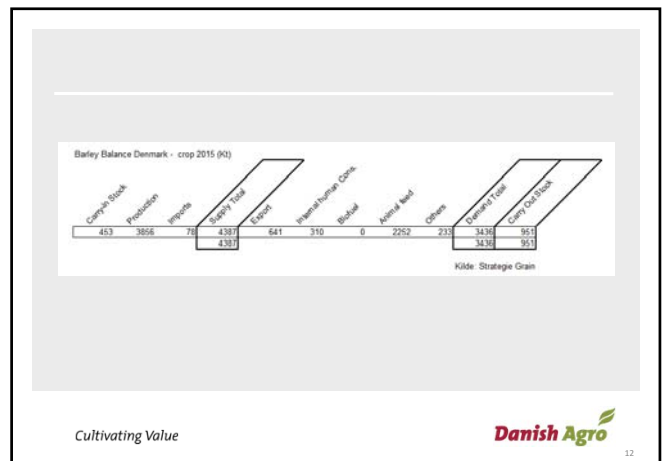 Barley Balance Denmark - crop 2015 (Kt)
Carry-in Stock Production Imports Supply Total Export Internal human Cons. Biofuel Animal feed Others Demand Total Carry Out Stock
453 3856 78 4387 641 310 0 2252 233 3436 951
4387 3436 951
Kilde: Strategie Grain
Cultivating Value
Danish Agro
12